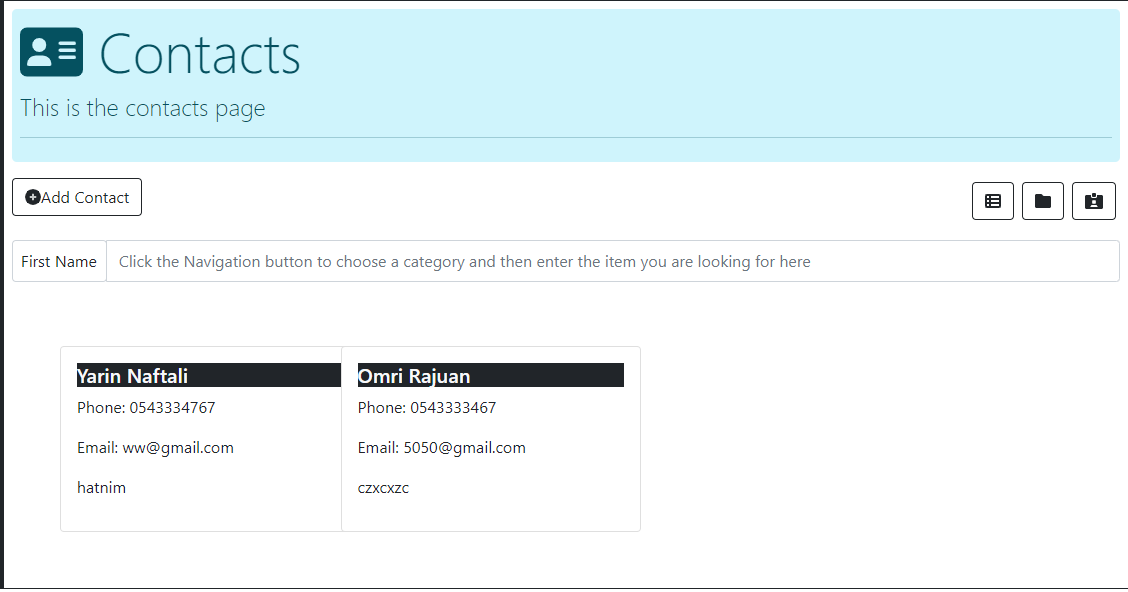 Contacts
This is the contacts page
Add Contact
First Name Click the Navigation button to choose a category and then enter the item you are looking for here
Yarin Naftali
Phone: 0543334767
Email: ww@gmail.com
hatnim
Omri Rajuan
Phone: 0543333467
Email: 5050@gmail.com
czxcxzc